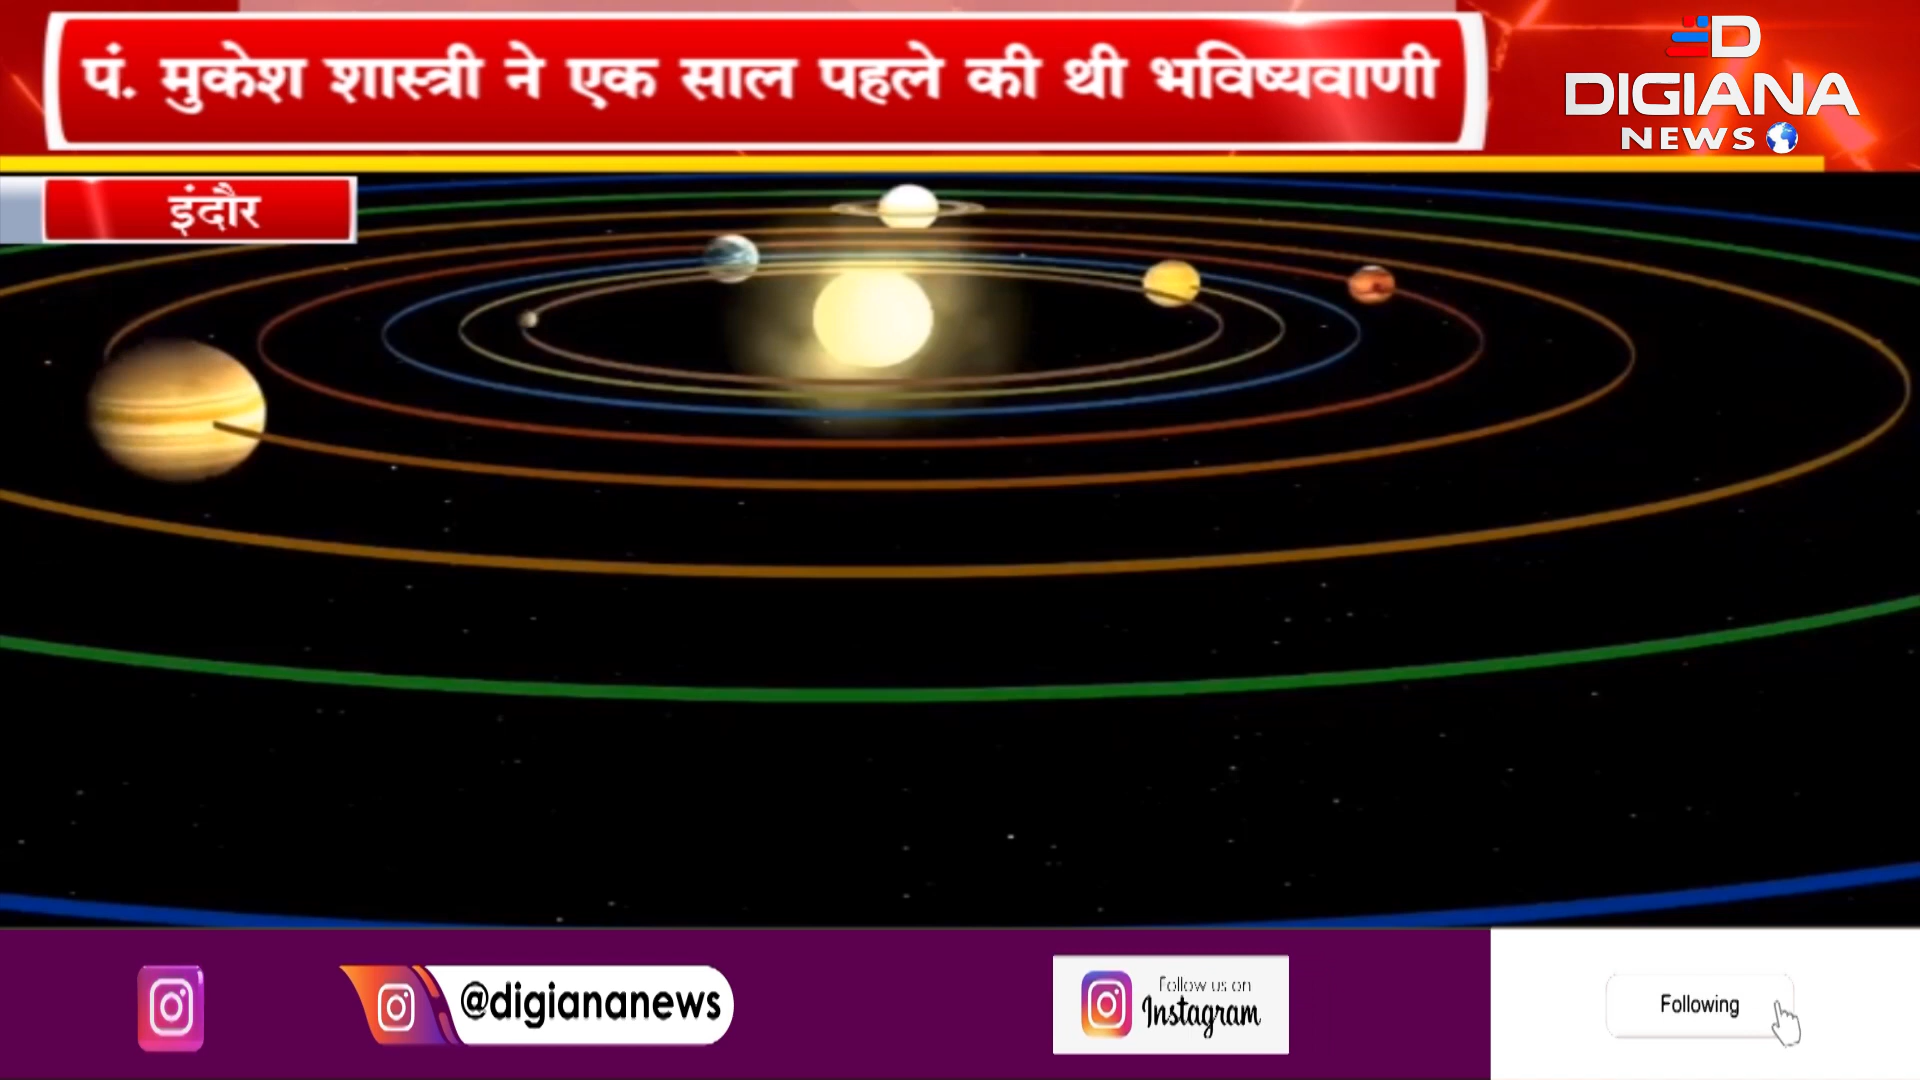 पं. मुकेश शास्त्री ने एक साल पहले की थी भविष्यवाणी
D
DIGIANA
NEWS
इंदौर
@digiananews
Follow us on
Instagram
Following